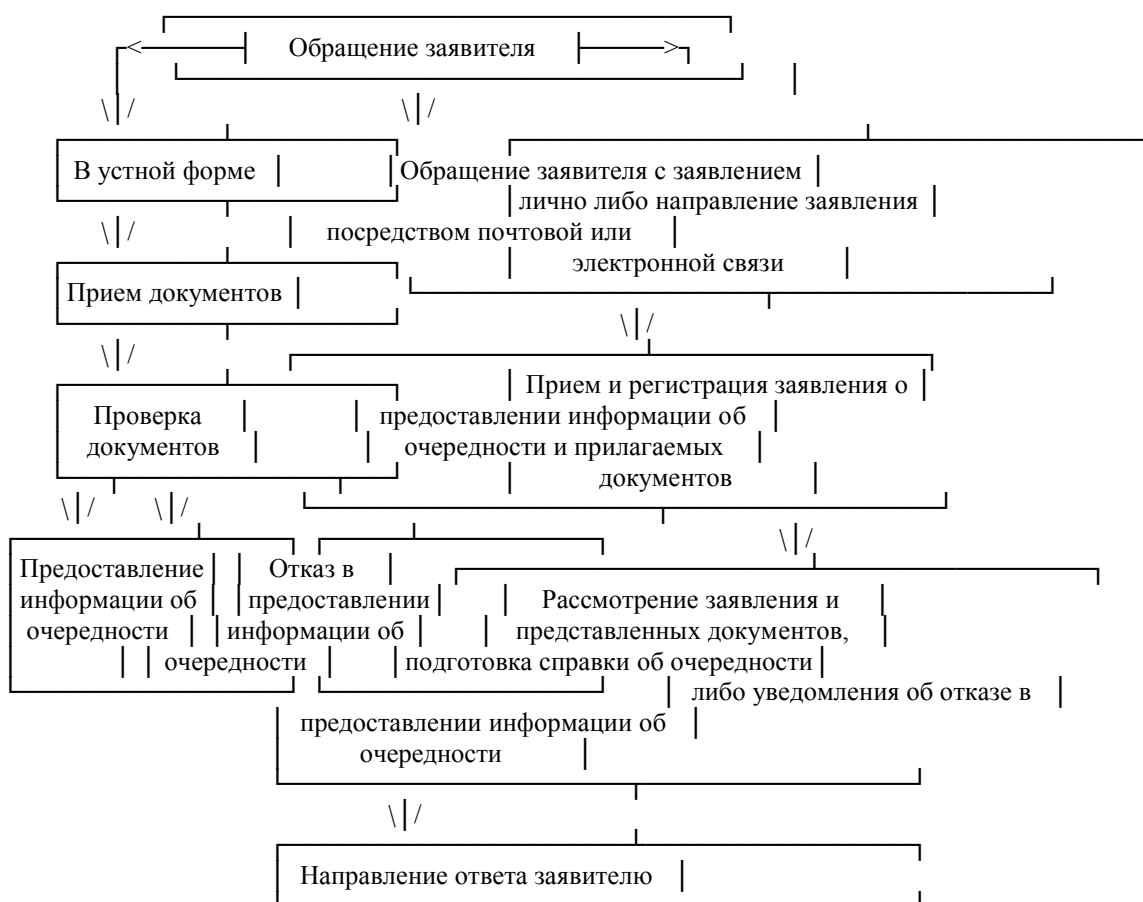 Обращение заявителя
В устной форме Обращение заявителя с заявлением
лично либо направление заявления
посредством почтовой или
электронной связи
Прием документов
Прием и регистрация заявления о
Проверка предоставлении информации об
документов очередности и прилагаемых
документов
Предоставление Отказ в
информации об предоставлении Рассмотрение заявления и
очередности информации об представленных документов,
очередности подготовка справки об очередности
либо уведомления об отказе в
предоставлении информации об
очередности
Направление ответа заявителю